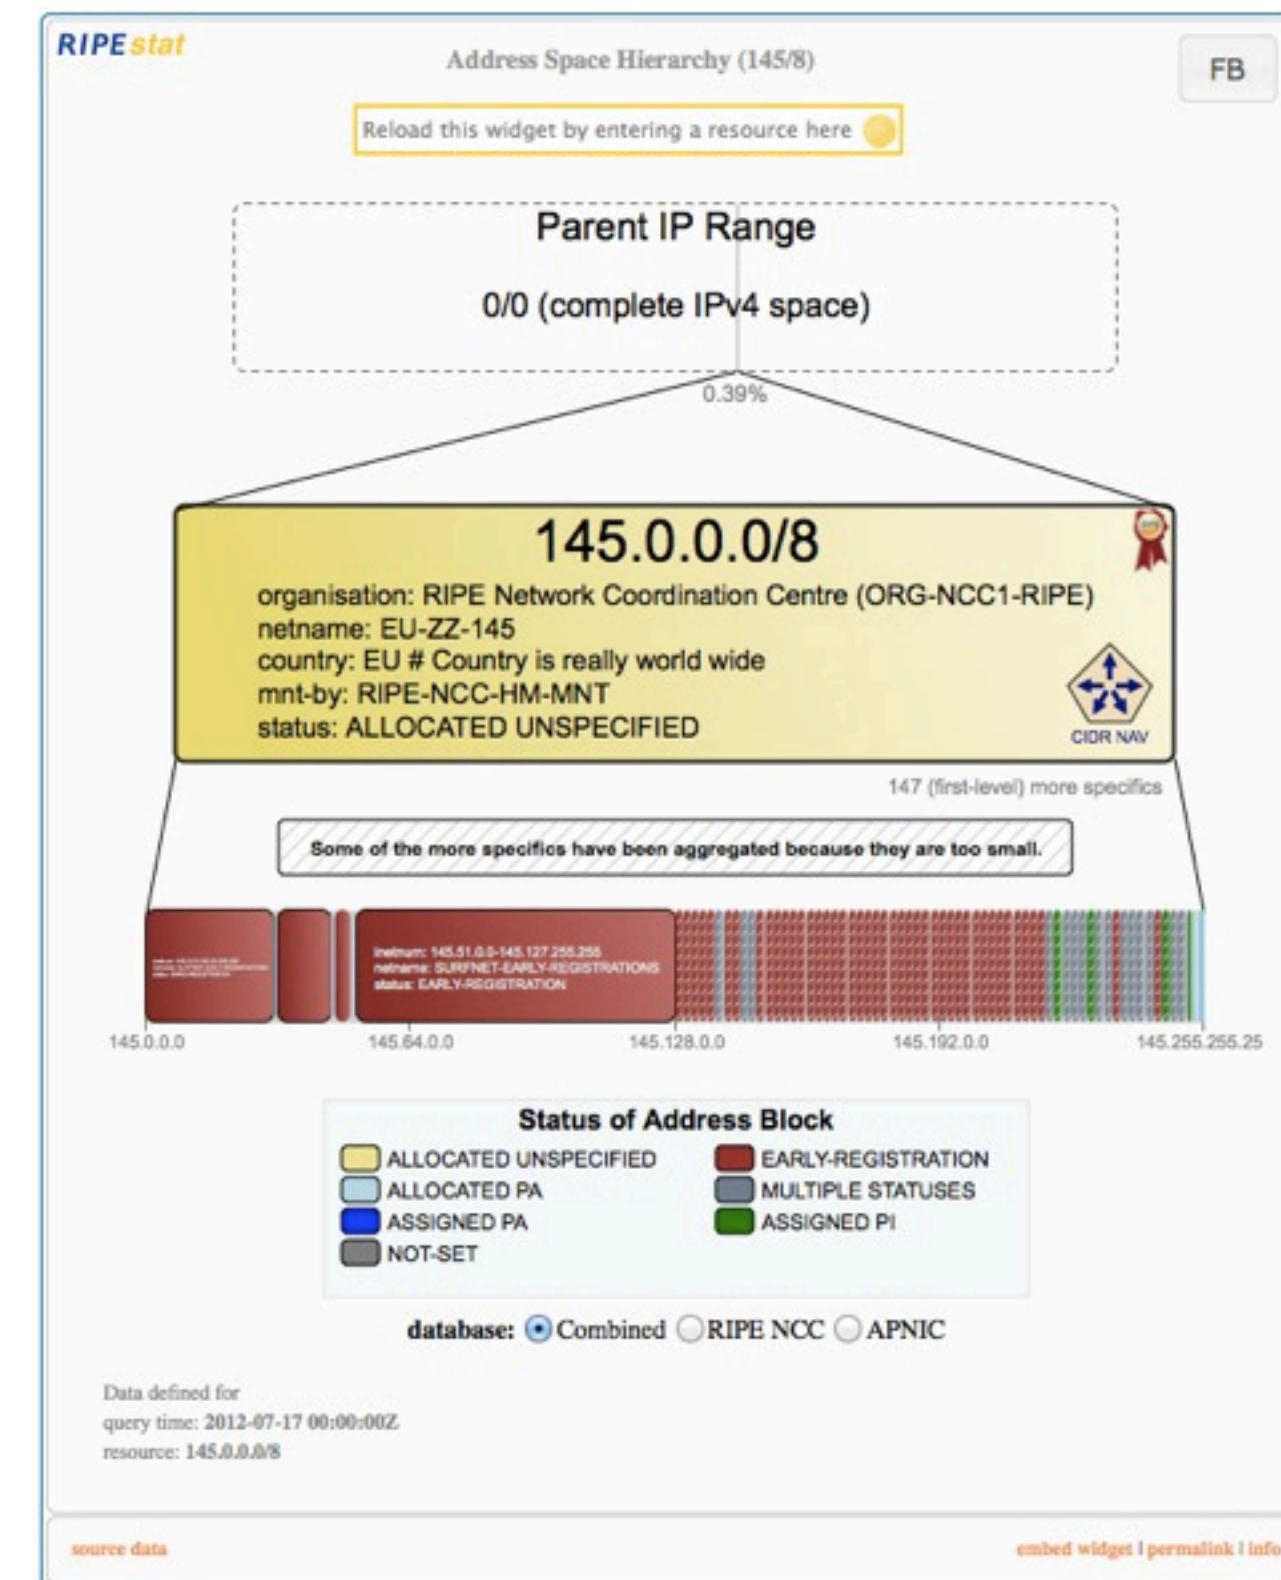 RIPEstat
Address Space Hierarchy (145/8)
FB
Reload this widget by entering a resource here
Parent IP Range
0/0 (complete IPv4 space)
0.39%
145.0.0.0/8
organisation: RIPE Network Coordination Centre (ORG-NCC1-RIPE)
netname: EU-ZZ-145
country: EU # Country is really world wide
mnt-by: RIPE-NCC-HM-MNT
status: ALLOCATED UNSPECIFIED
CIDR NAV
147 (first-level) more specifics
Some of the more specifics have been aggregated because they are too small.
inetnum: 145.51.0.0-145.127.255.255
netname: SURFNET-EARLY-REGISTRATIONS
status: EARLY-REGISTRATION
145.0.0.0 145.64.0.0 145.128.0.0 145.192.0.0 145.255.255.25
Status of Address Block
ALLOCATED UNSPECIFIED EARLY-REGISTRATION
ALLOCATED PA MULTIPLE STATUSES
ASSIGNED PA ASSIGNED PI
NOT-SET
database: Combined RIPE NCC APNIC
Data defined for
query time: 2012-07-17 00:00:00Z
resource: 145.0.0.0/8
source data embed widget | permalink | info